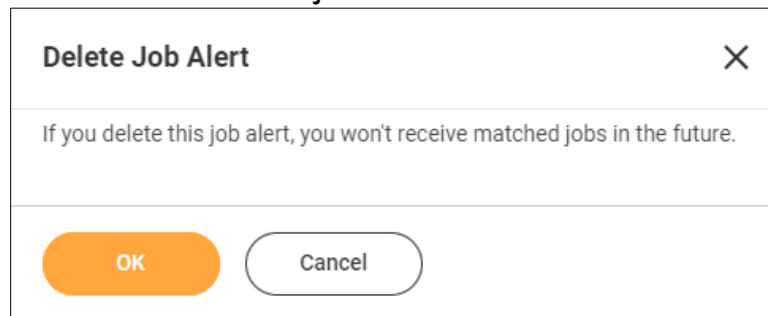 Delete Job Alert
If you delete this job alert, you won't receive matched jobs in the future.
OK
Cancel